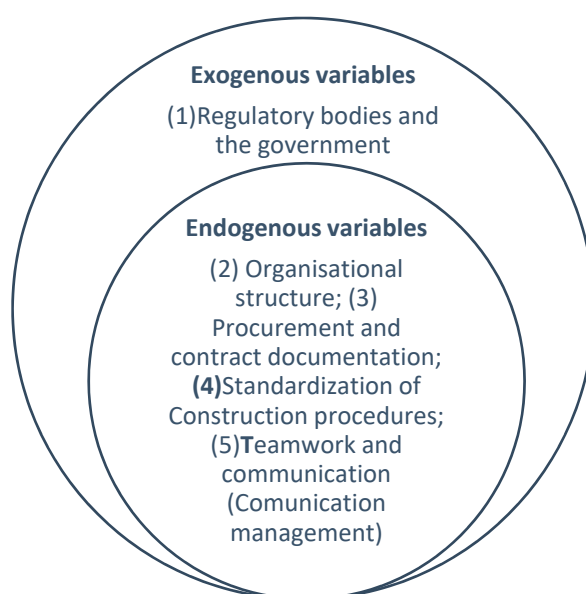 Exogenous variables
(1)Regulatory bodies and
the government
Endogenous variables
(2) Organisational
structure; (3)
Procurement and
contract documentation;
(4)Standardization of
Construction procedures;
(5)Teamwork and
communication
(Comunication
management)